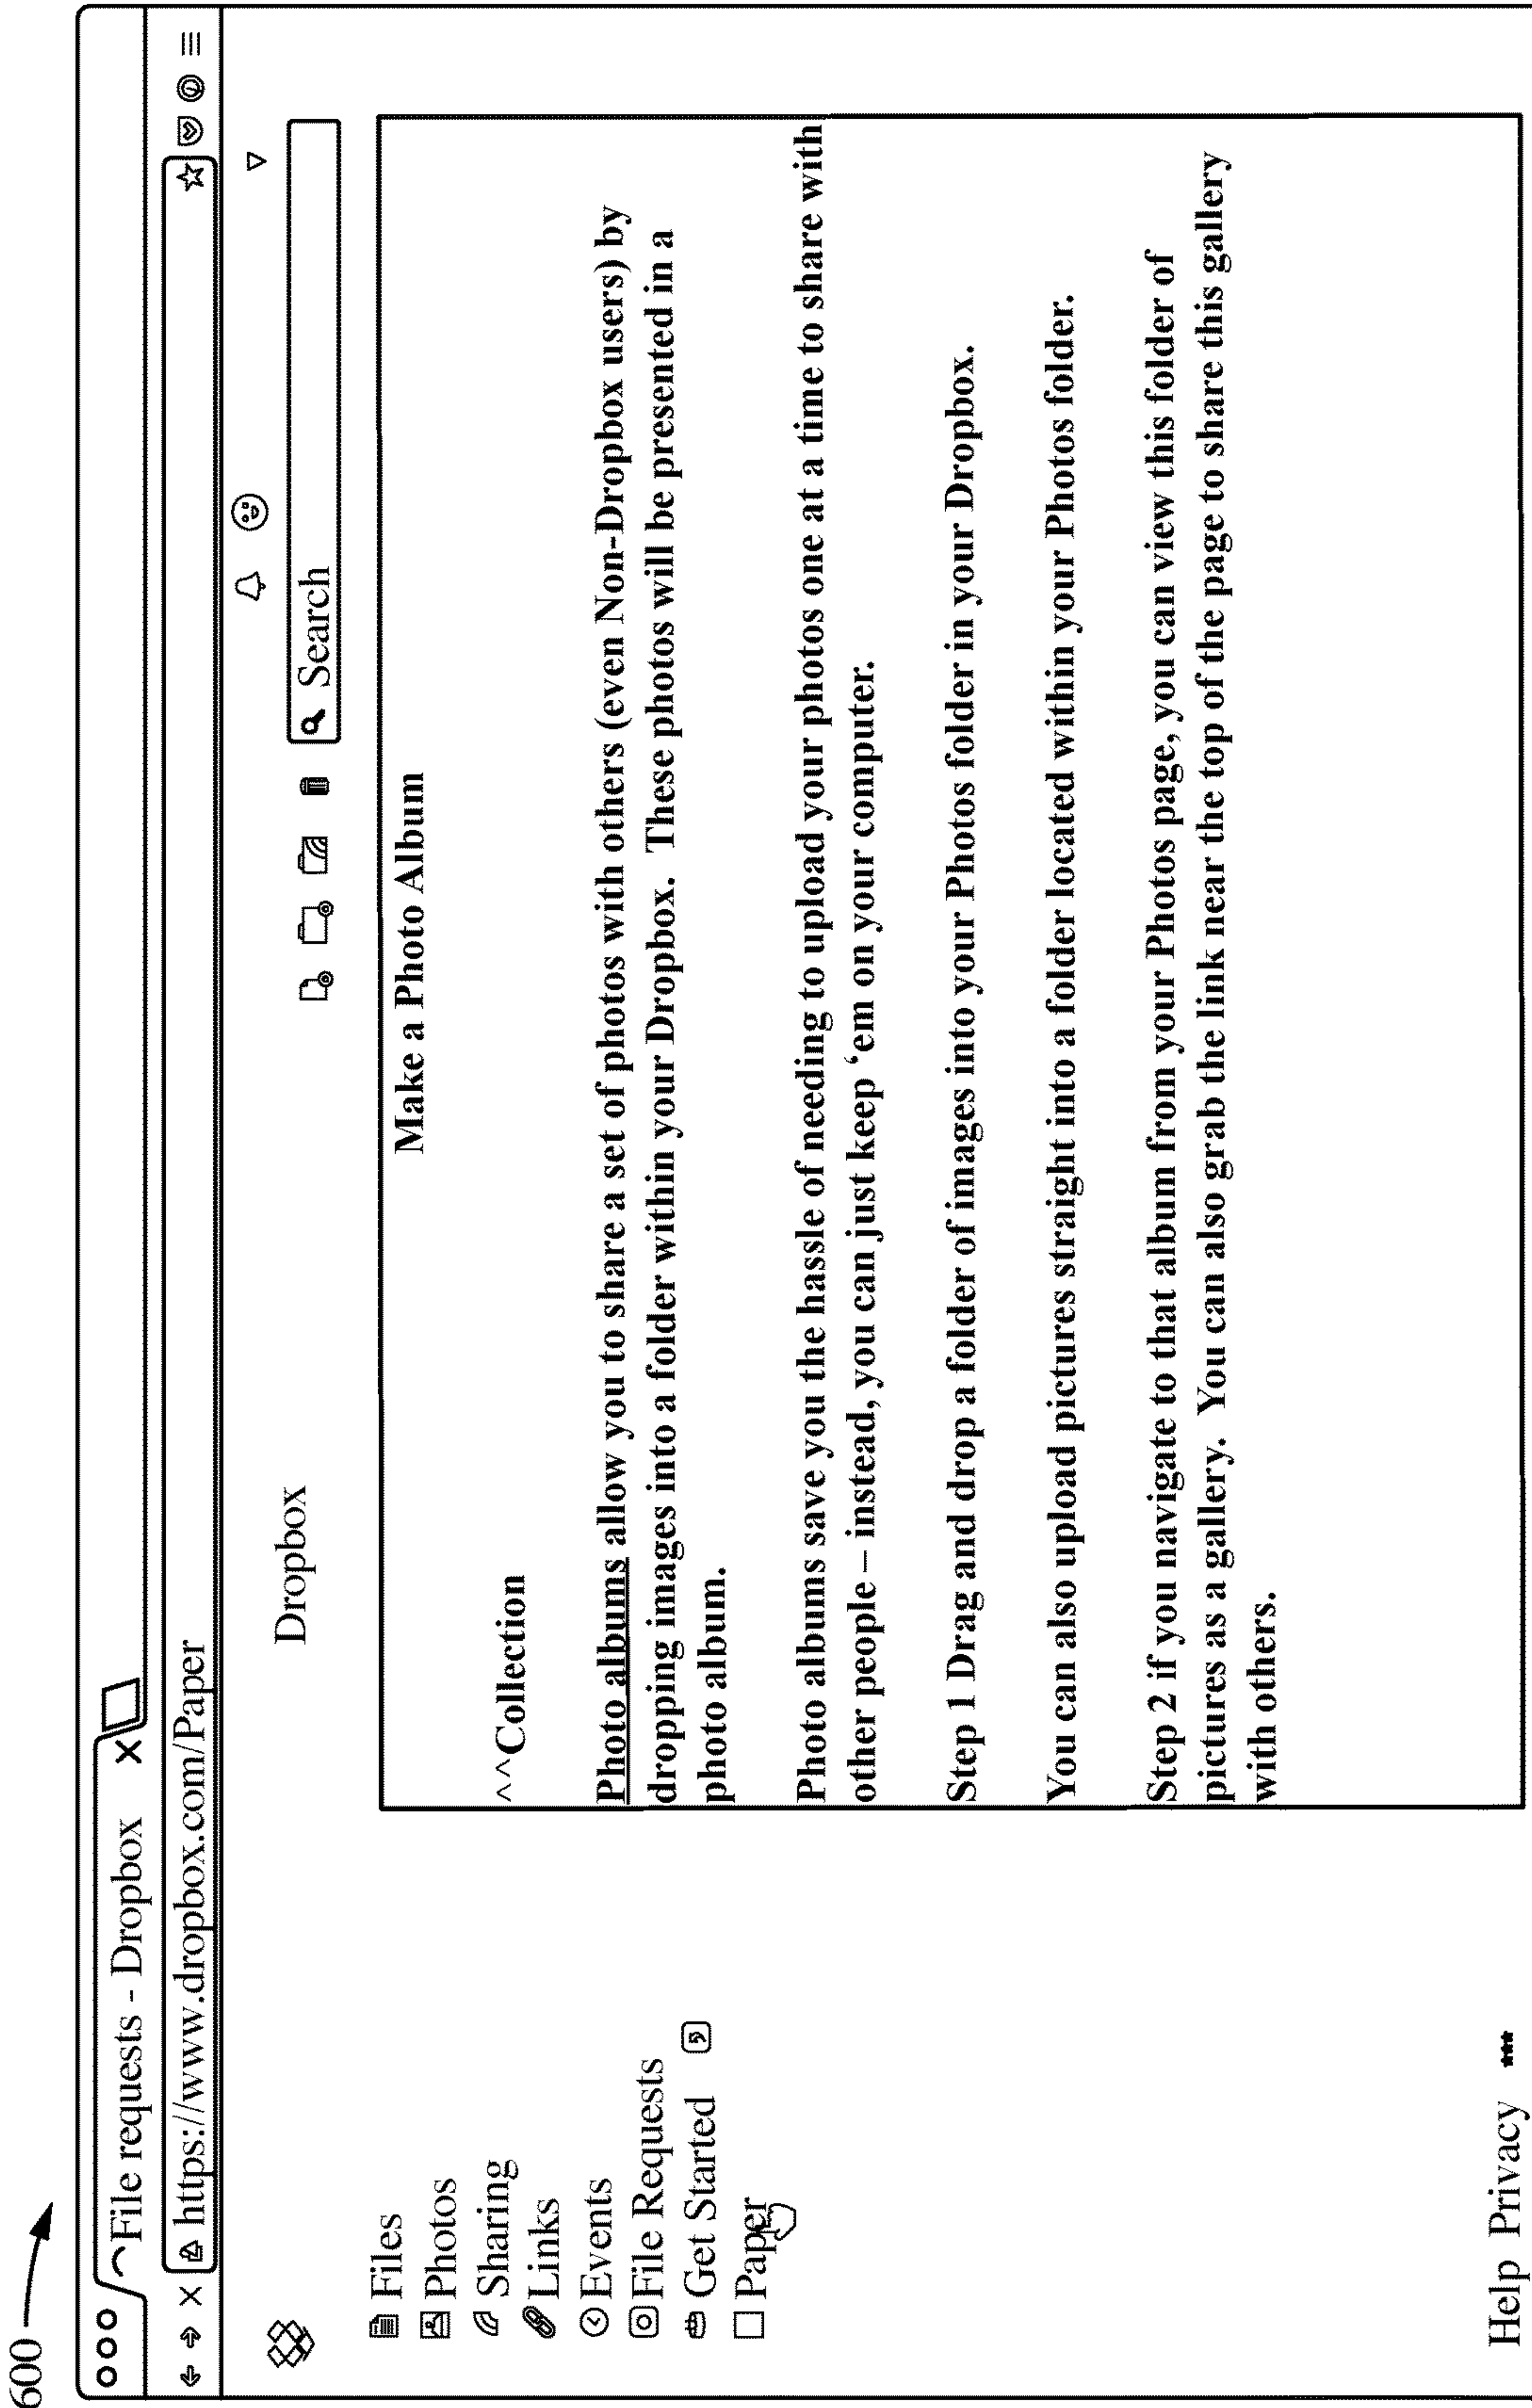 600
File requests - Dropbox X
https://www.dropbox.com/Paper
Dropbox
Search
Files
Photos
Sharing
Links
Events
File Requests
Get Started
Paper
Make a Photo Album
^^Collection
Photo albums allow you to share a set of photos with others (even Non-Dropbox users) by
dropping images into a folder within your Dropbox. These photos will be presented in a
photo album.
Photo albums save you the hassle of needing to upload your photos one at a time to share with
other people – instead, you can just keep ‘em on your computer.
Step 1 Drag and drop a folder of images into your Photos folder in your Dropbox.
You can also upload pictures straight into a folder located within your Photos folder.
Step 2 if you navigate to that album from your Photos page, you can view this folder of
pictures as a gallery. You can also grab the link near the top of the page to share this gallery
with others.
Help Privacy